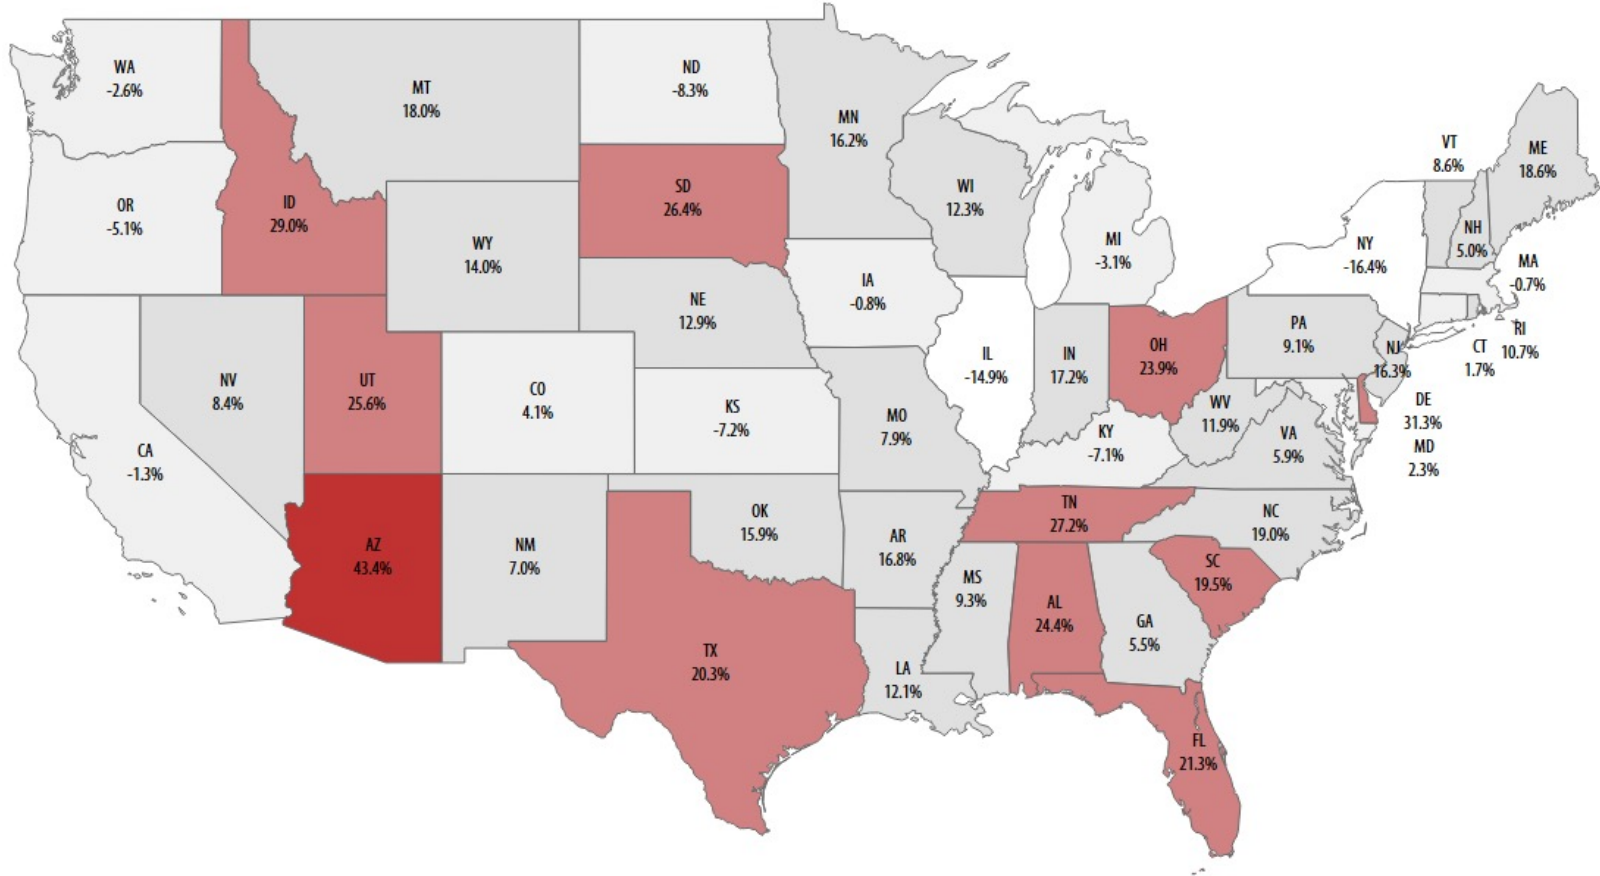 WA
-2.6%
MT
18.0%
ND
-8.3%
MN
16.2%
VT
8.6%
ME
18.6%
OR
-5.1%
ID
29.0%
SD
26.4%
WI
12.3%
WY
14.0%
MI
-3.1%
NY
-16.4%
NH
5.0%
MA
-0.7%
IA
-0.8%
NE
12.9%
PA
9.1%
RI
10.7%
CT
1.7%
NJ
16.3%
NV
8.4%
UT
25.6%
CO
4.1%
IL
-14.9%
IN
17.2%
OH
23.9%
DE
31.3%
MD
2.3%
KS
-7.2%
MO
7.9%
WV
11.9%
KY
-7.1%
VA
5.9%
CA
-1.3%
TN
27.2%
NC
19.0%
OK
15.9%
AR
16.8%
AZ
43.4%
NM
7.0%
SC
19.5%
MS
9.3%
AL
24.4%
GA
5.5%
TX
20.3%
LA
12.1%
FL
21.3%